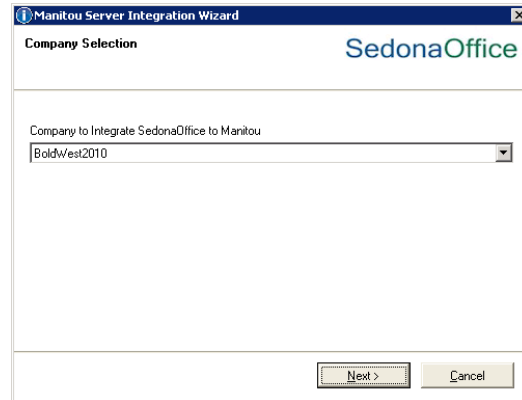 Manitou Server Integration Wizard
Company Selection
SedonaOffice
Company to Integrate SedonaOffice to Manitou
BoldWest2010
Next >
Cancel